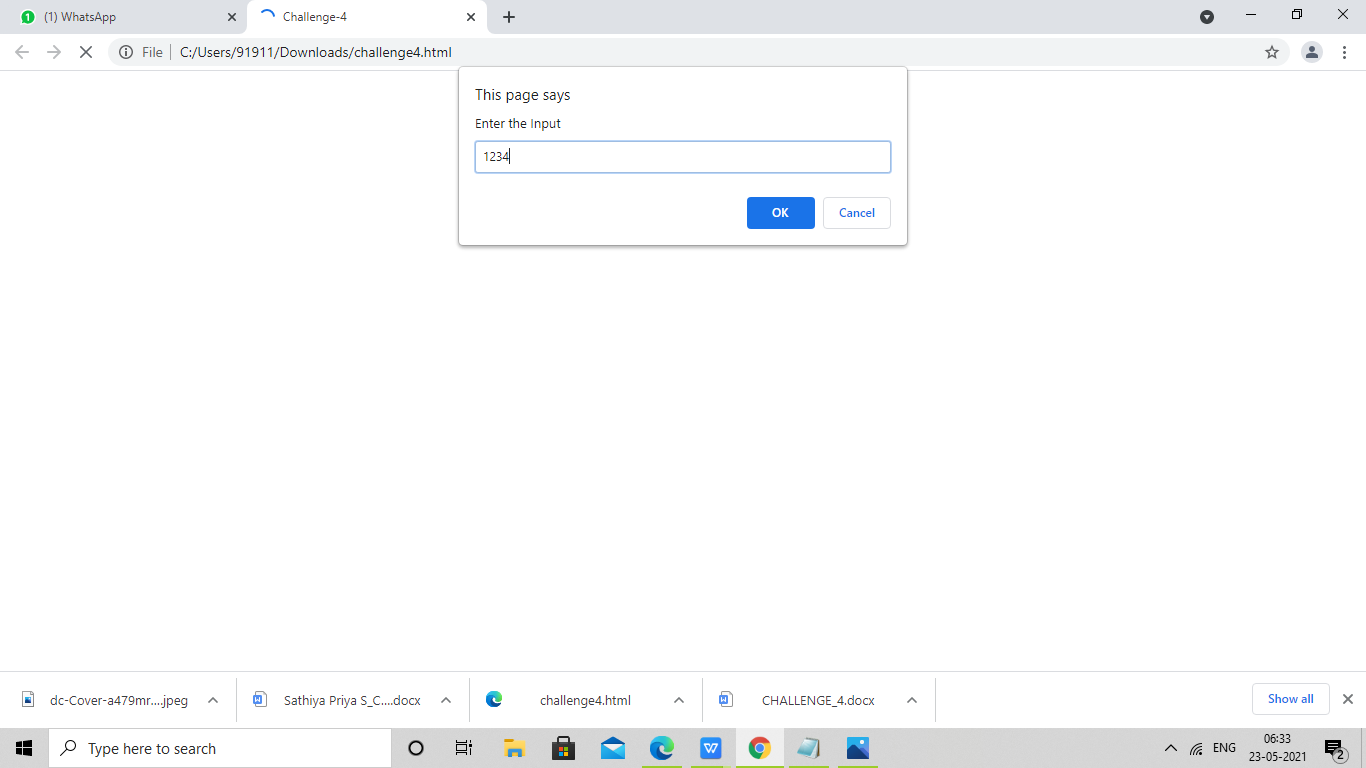 1 (1) WhatsApp
Challenge-4
File C:/Users/91911/Downloads/challenge4.html
This page says
Enter the Input
1234
OK Cancel
dc-Cover-a479mr....jpeg
Sathiya Priya S_C....docx
challenge4.html
CHALLENGE_4.docx
Show all
Type here to search
ENG
06:33
23-05-2021
2